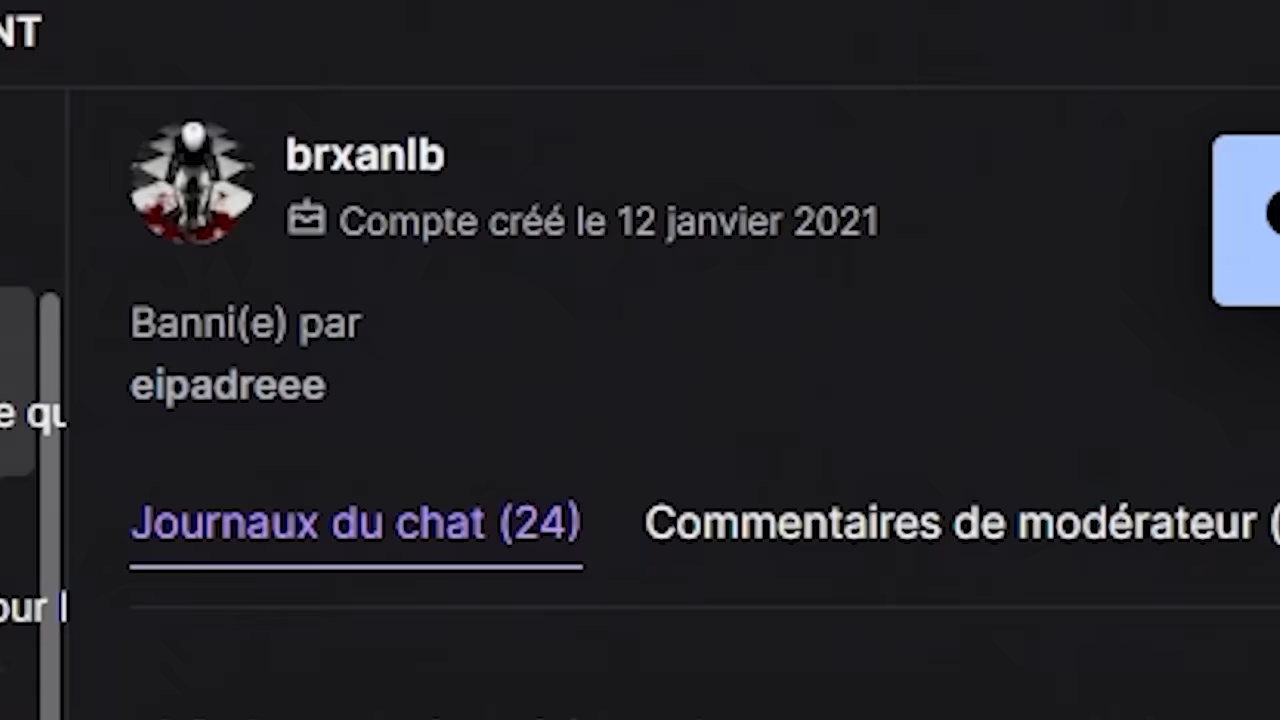 NT
brxanlb
Compte créé le 12 janvier 2021
Banni(e) par
eipadreee
e qu
Journaux du chat (24)
Commentaires de modérateur (
our l